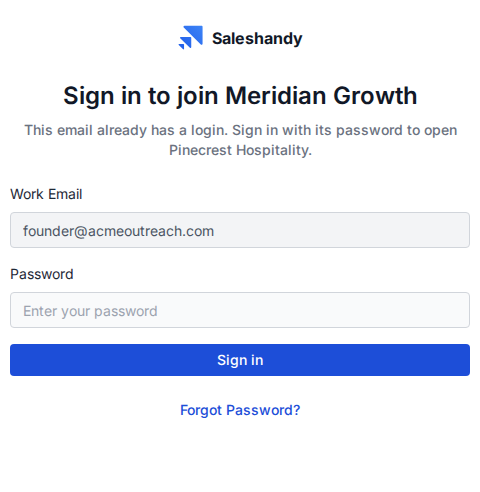 Saleshandy
Sign in to join Meridian Growth
This email already has a login. Sign in with its password to open
Pinecrest Hospitality.
Work Email
founder@acmeoutreach.com
Password
Enter your password
Sign in
Forgot Password?